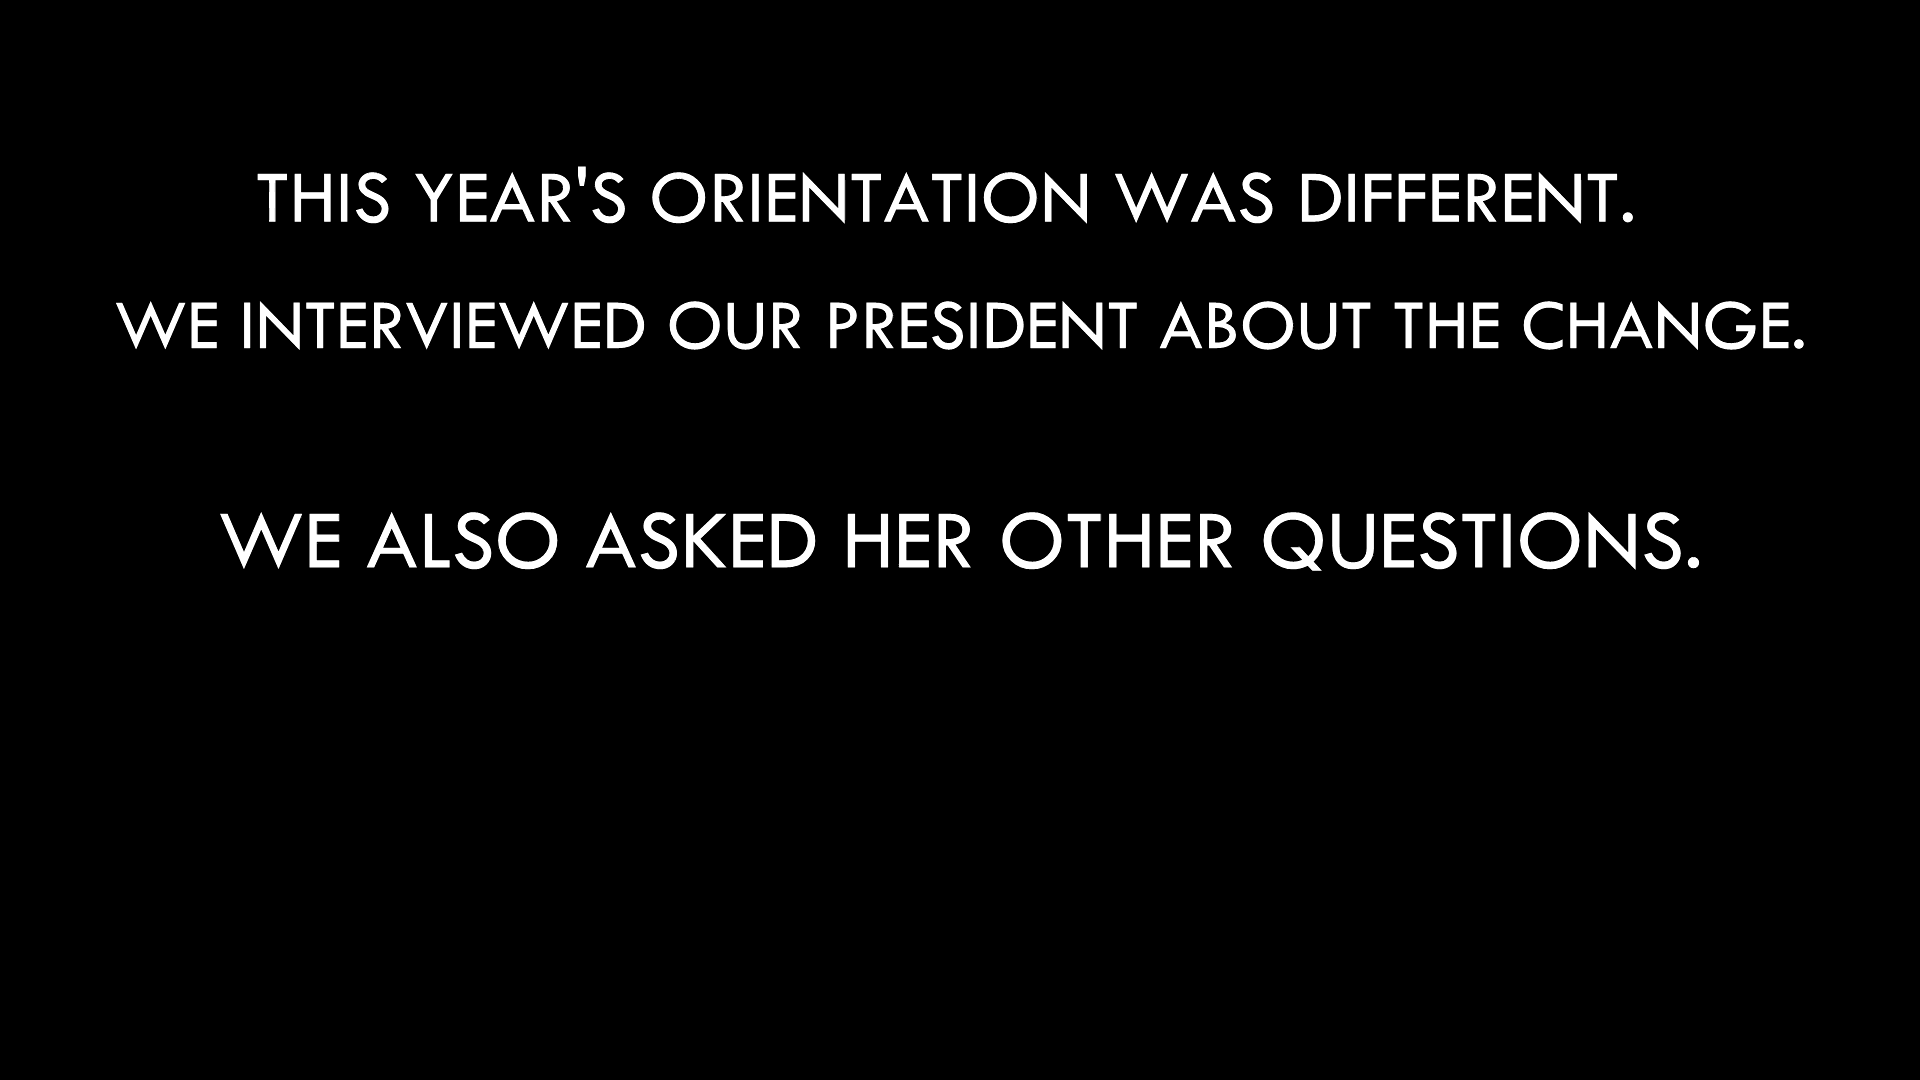 THIS YEAR'S ORIENTATION WAS DIFFERENT.
WE INTERVIEWED OUR PRESIDENT ABOUT THE CHANGE.
WE ALSO ASKED HER OTHER QUESTIONS.